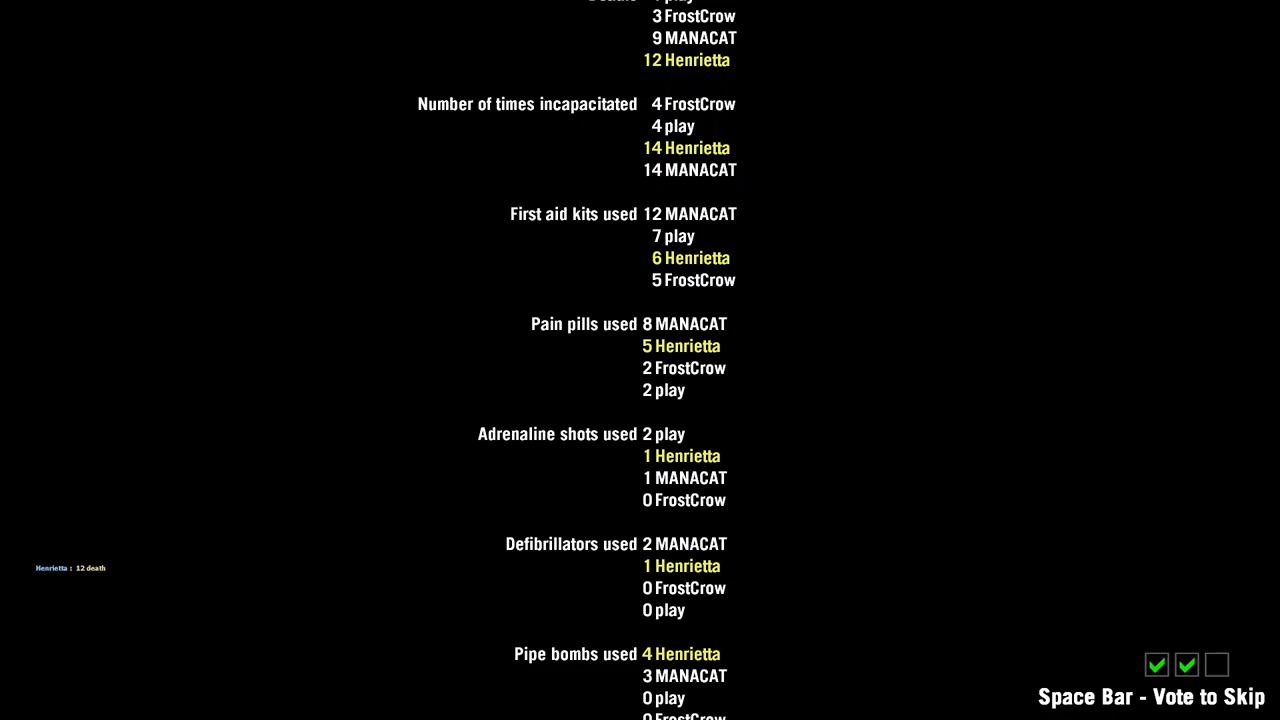 3 FrostCrow
9 MANACAT
12 Henrietta
Number of times incapacitated 4 FrostCrow
4 play
14 Henrietta
14 MANACAT
First aid kits used 12 MANACAT
7 play
6 Henrietta
5 FrostCrow
Pain pills used 8 MANACAT
5 Henrietta
2 FrostCrow
2 play
Adrenaline shots used 2 play
1 Henrietta
1 MANACAT
0 FrostCrow
Defibrillators used 2 MANACAT
1 Henrietta
0 FrostCrow
0 play
Henrietta : 12 death
Pipe bombs used 4 Henrietta
3 MANACAT
0 play
0 FrostCrow
Space Bar - Vote to Skip